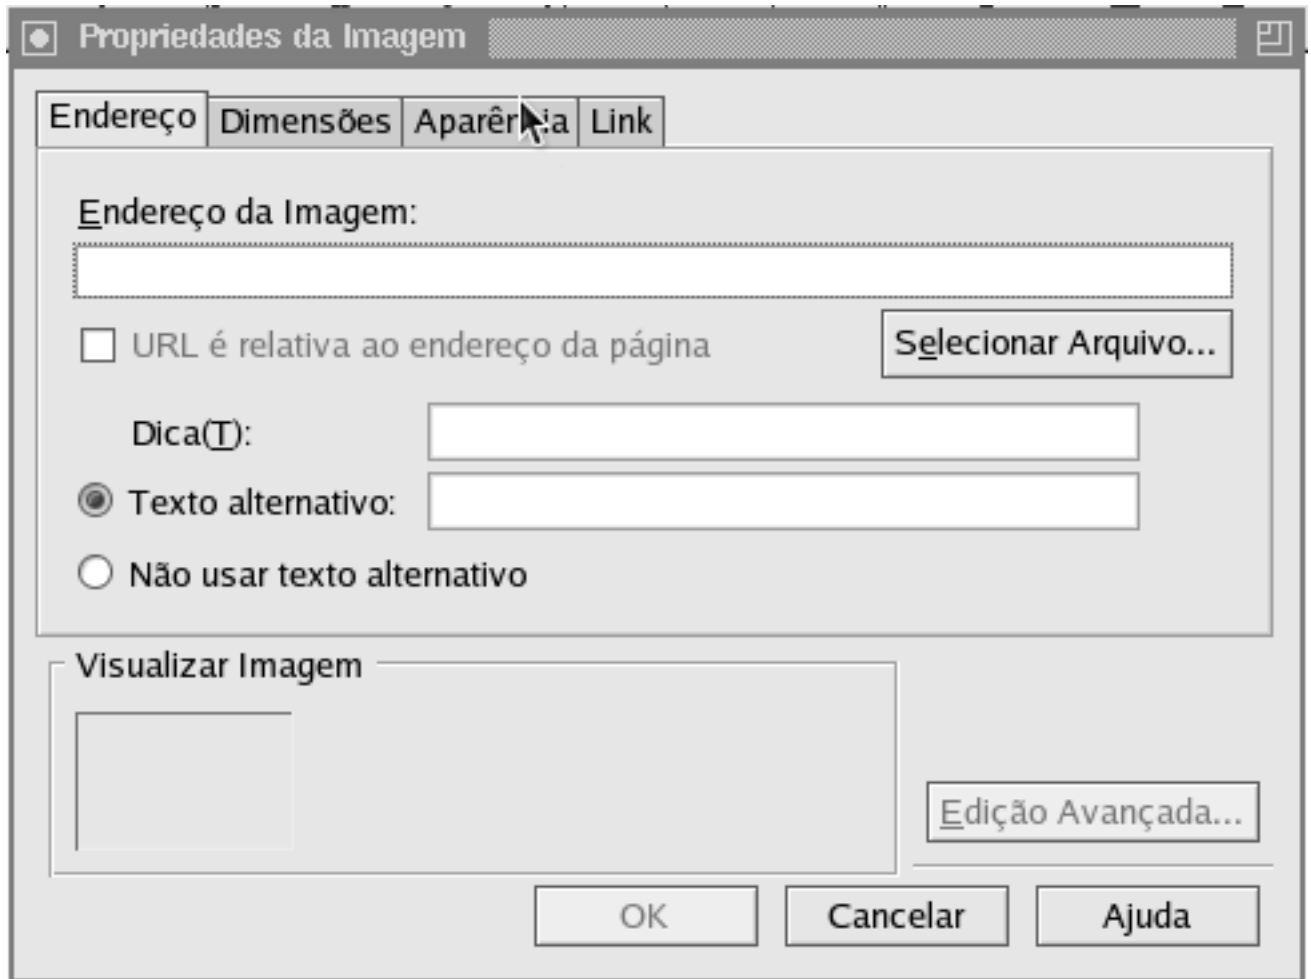 Propriedades da Imagem
Endereço Dimensões Aparência Link
Endereço da Imagem:
URL é relativa ao endereço da página
Selecionar Arquivo...
Dica(T):
Texto alternativo:
Não usar texto alternativo
Visualizar Imagem
Edição Avançada...
OK Cancelar Ajuda